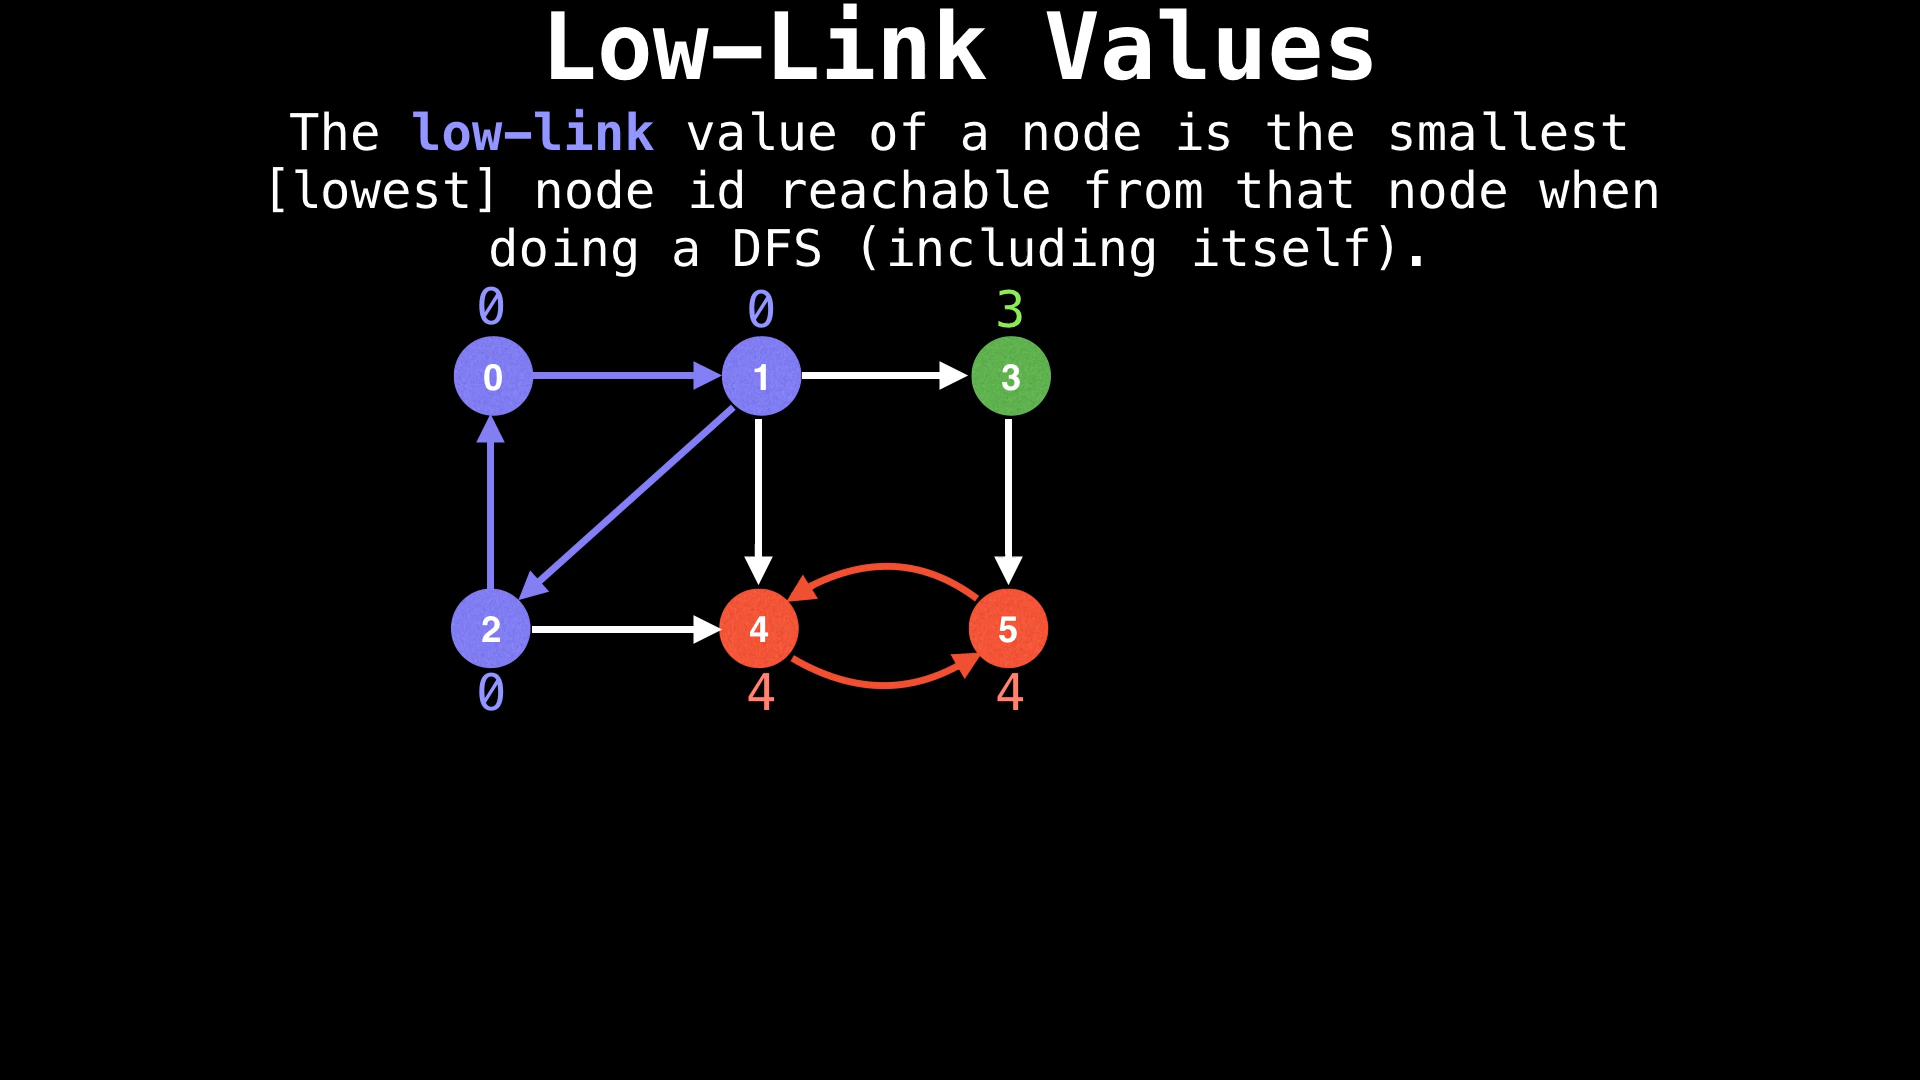 Low-Link Values
The low-link value of a node is the smallest
[lowest] node id reachable from that node when
doing a DFS (including itself).
0 0 3
0 1 3
2 4 5
0 4 4